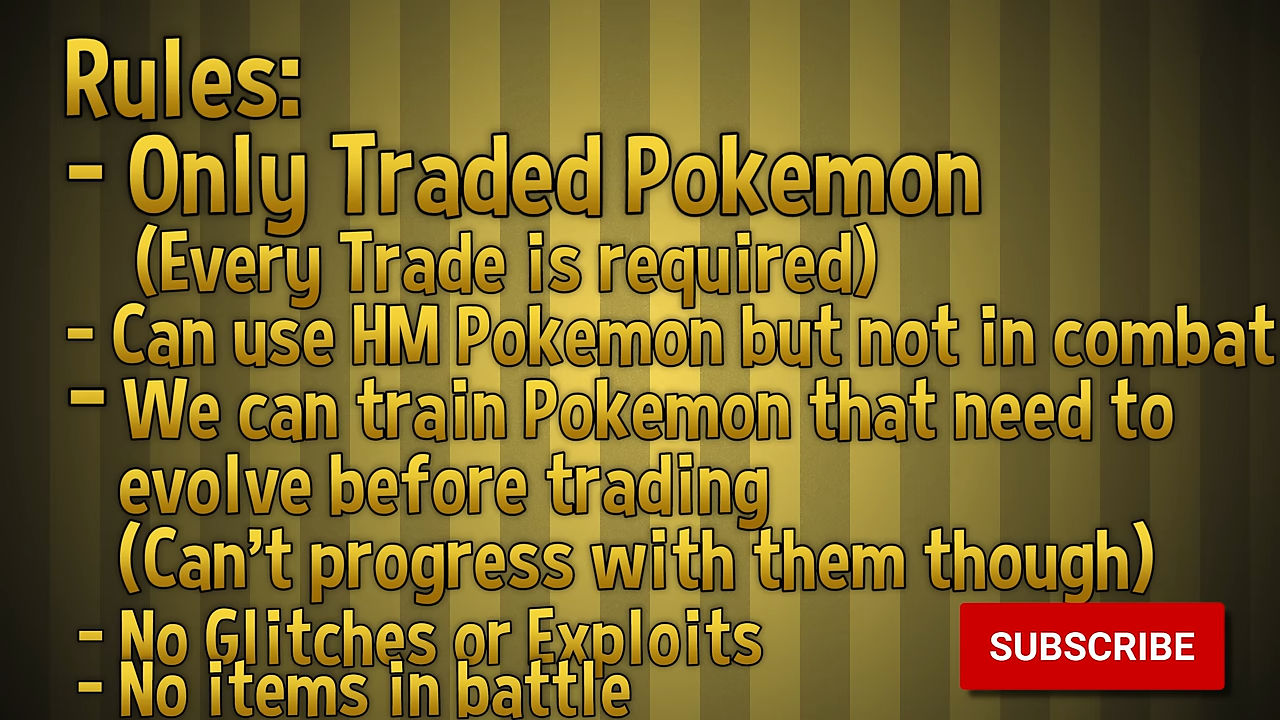 Rules:
- Only Traded Pokemon
(Every Trade is required)
- Can use HM Pokemon but not in combat
- We can train Pokemon that need to
evolve before trading
(Can't progress with them though)
- No Glitches or Exploits
- No items in battle
SUBSCRIBE